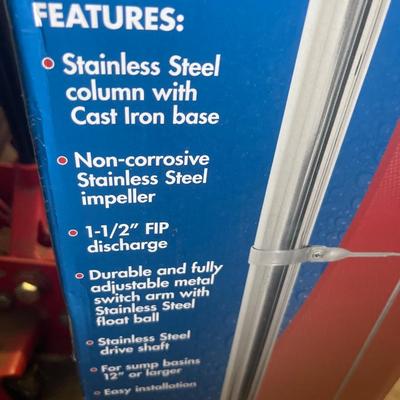 FEATURES:
• Stainless Steel
column with
Cast Iron base
• Non-corrosive
Stainless Steel
impeller
• 1-1/2” FIP
discharge
• Durable and fully
adjustable metal
switch arm with
Stainless Steel
float ball
• Stainless Steel
drive shaft
• For sump basins
12” or larger
• Easy installation